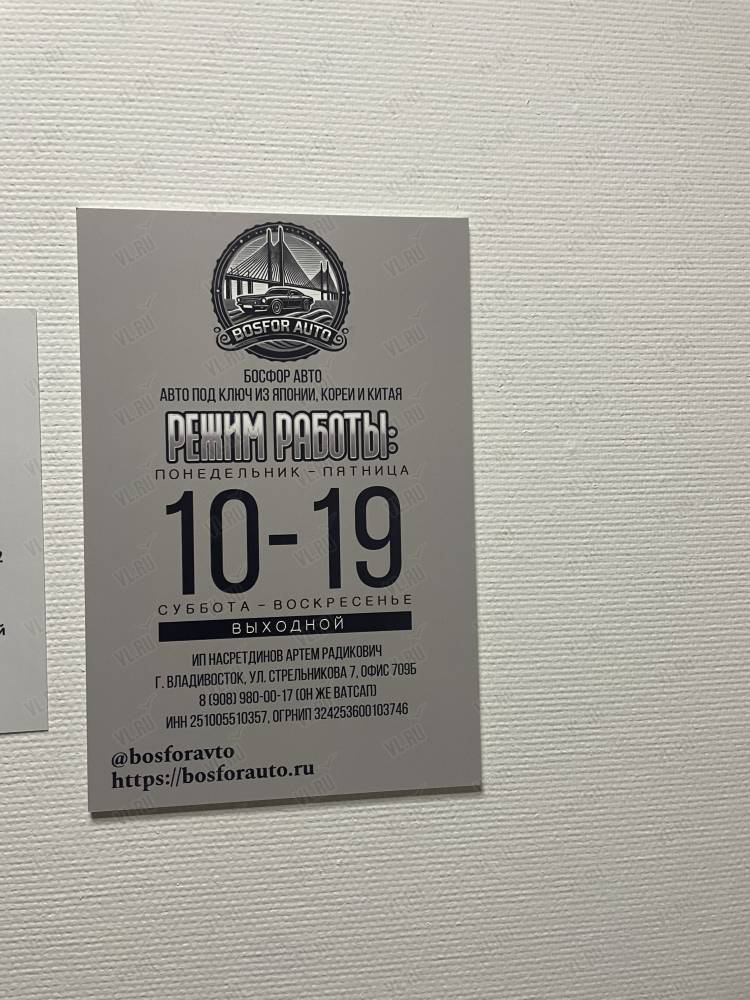 BOSFOR AUTO
БОСФОР АВТО
АВТО ПОД КЛЮЧ ИЗ ЯПОНИИ, КОРЕИ И КИТАЯ
РЕЖИМ РАБОТЫ:
ПОНЕДЕЛЬНИК – ПЯТНИЦА
10-19
СУББОТА – ВОСКРЕСЕНЬЕ
ВЫХОДНОЙ
ИП НАСРЕТДИНОВ АРТЕМ РАДИКОВИЧ
Г. ВЛАДИВОСТОК, УЛ. СТРЕЛЬНИКОВА 7, ОФИС 709Б
8 (908) 980-00-17 (ОН ЖЕ ВАТСАП)
ИНН 251005510357, ОГРНИП 324253600103746
@bosforavto
https://bosforauto.ru
VL.RU